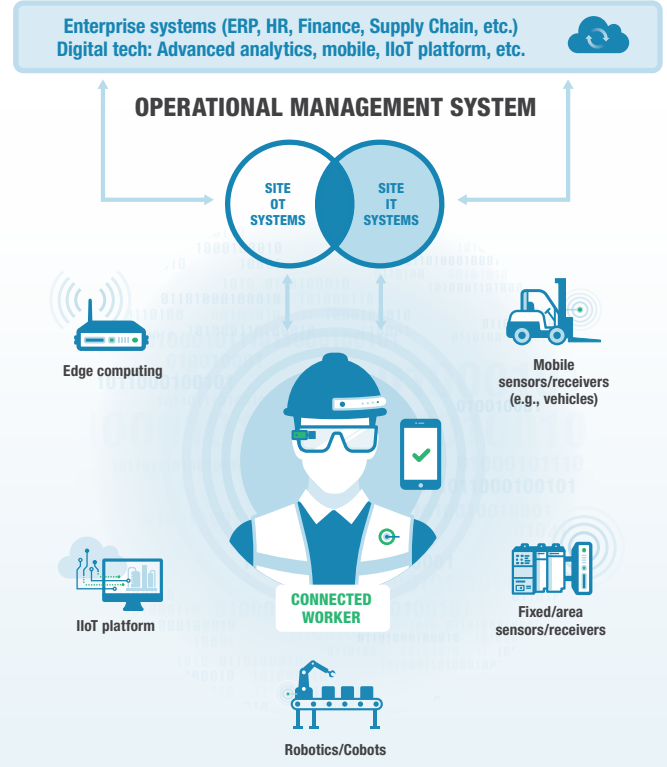 Enterprise systems (ERP, HR, Finance, Supply Chain, etc.)
Digital tech: Advanced analytics, mobile, IIoT platform, etc.
OPERATIONAL MANAGEMENT SYSTEM
SITE
OT
SYSTEMS
SITE
IT
SYSTEMS
Edge computing
Mobile
sensors/receivers
(e.g., vehicles)
IIoT platform
CONNECTED
WORKER
Fixed/area
sensors/receivers
Robotics/Cobots